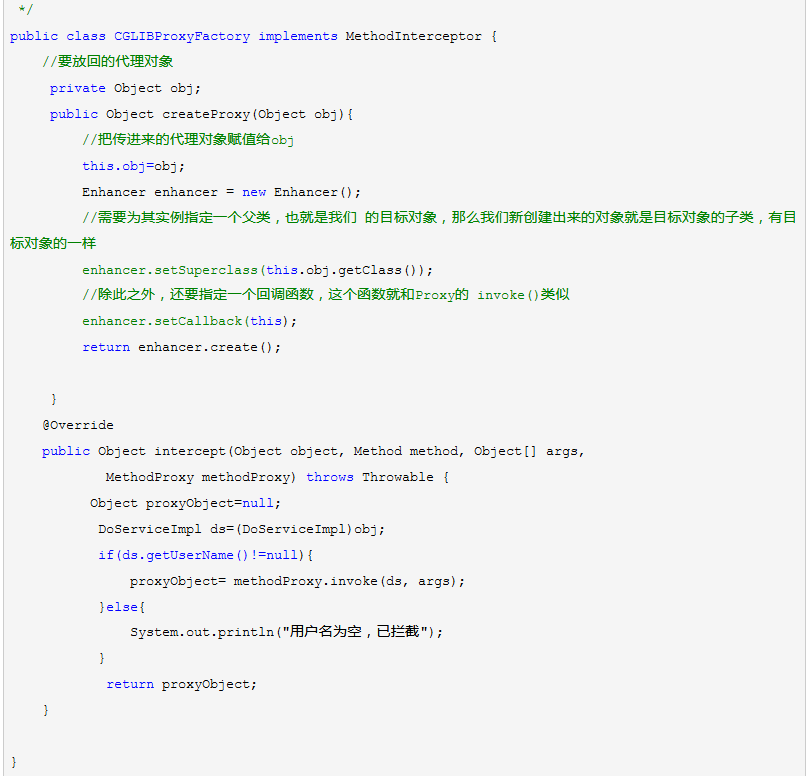 */
public class CGLIBProxyFactory implements MethodInterceptor {
//要放回的代理对象
private Object obj;
public Object createProxy(Object obj){
//把传进来的代理对象赋值给obj
this.obj=obj;
Enhancer enhancer = new Enhancer();
//需要为其实例指定一个父类，也就是我们 的目标对象，那么我们新创建出来的对象就是目标对象的子类，有目
标对象的一样
enhancer.setSuperclass(this.obj.getClass());
//除此之外，还要指定一个回调函数，这个函数就和Proxy的 invoke()类似
enhancer.setCallback(this);
return enhancer.create();
}
@Override
public Object intercept(Object object, Method method, Object[] args,
MethodProxy methodProxy) throws Throwable {
Object proxyObject=null;
DoServiceImpl ds=(DoServiceImpl)obj;
if(ds.getUserName()!=null){
proxyObject= methodProxy.invoke(ds, args);
}else{
System.out.println("用户名为空，已拦截");
}
return proxyObject;
}
}